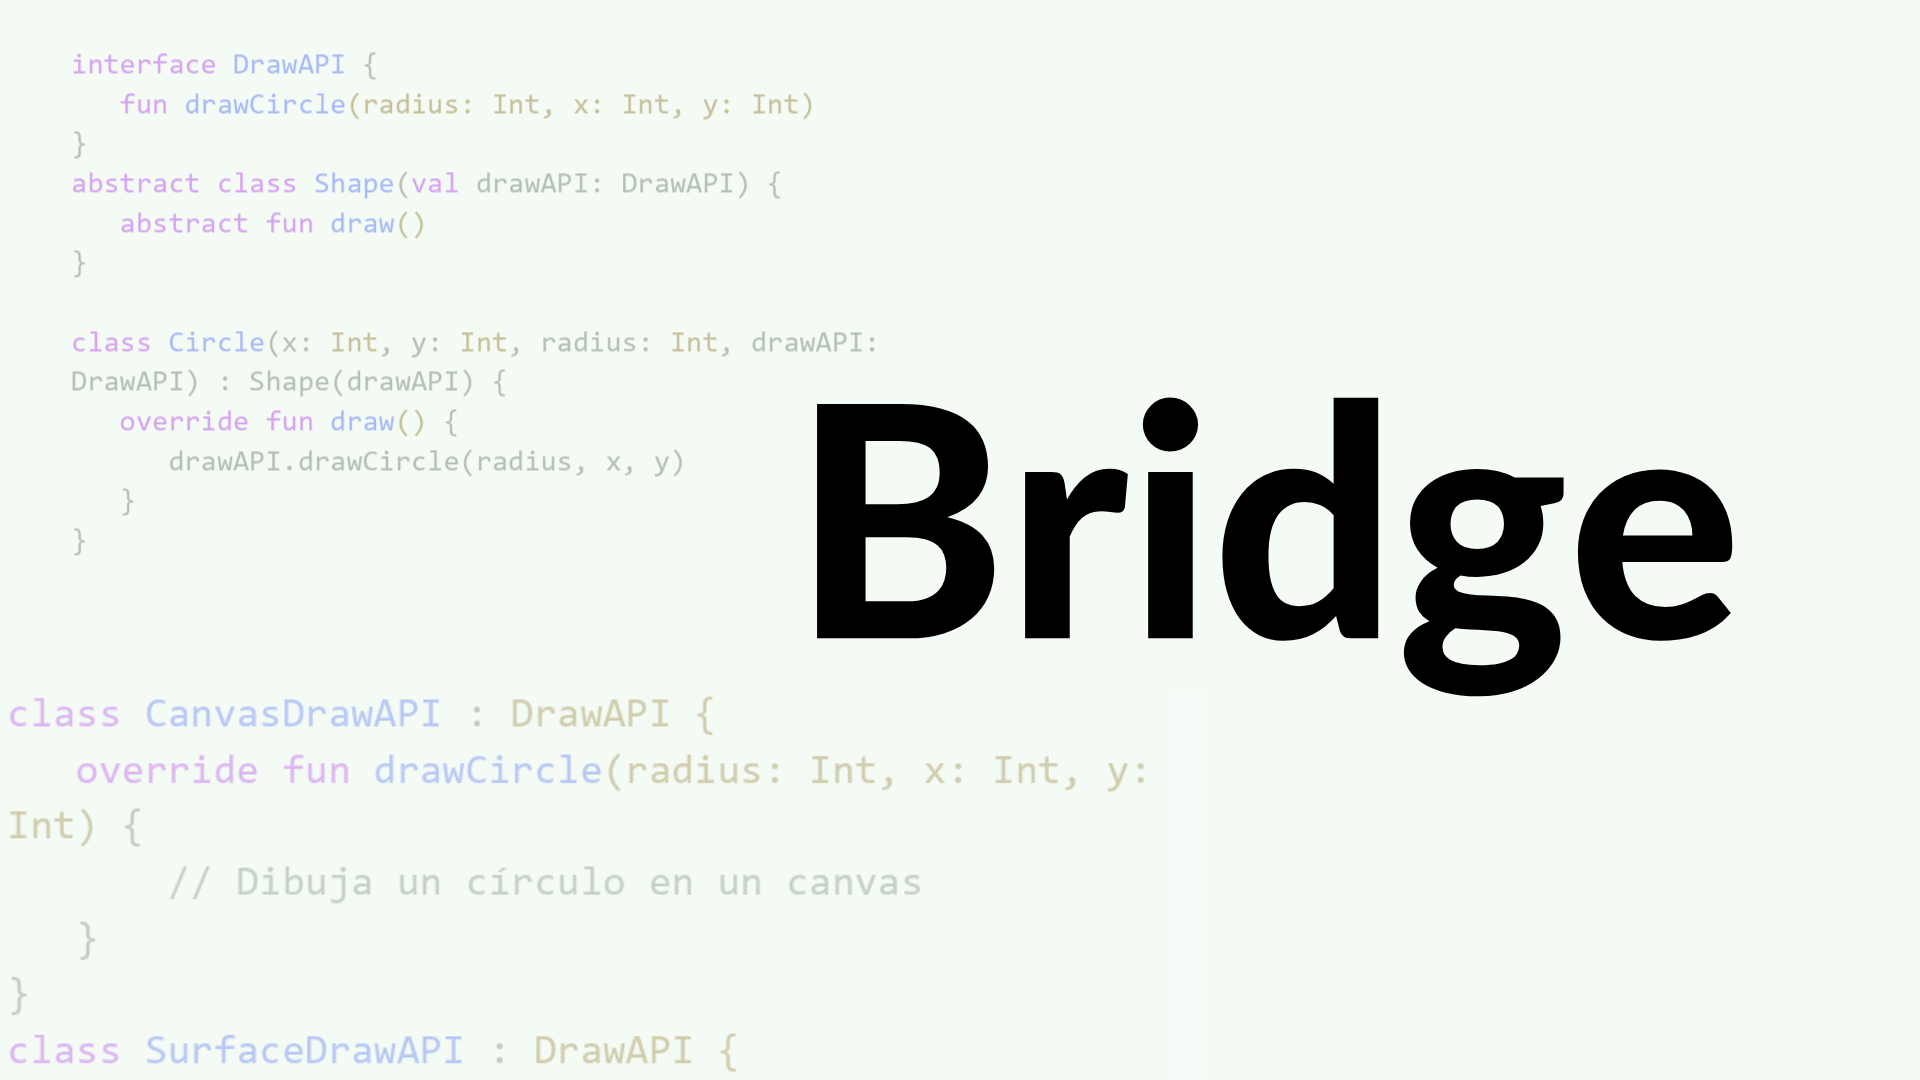 interface DrawAPI {
fun drawCircle(radius: Int, x: Int, y: Int)
}
abstract class Shape(val drawAPI: DrawAPI) {
abstract fun draw()
}
class Circle(x: Int, y: Int, radius: Int, drawAPI:
DrawAPI) : Shape(drawAPI) {
override fun draw() {
drawAPI.drawCircle(radius, x, y)
}
}
Bridge
class CanvasDrawAPI : DrawAPI {
override fun drawCircle(radius: Int, x: Int, y:
Int) {
// Dibuja un círculo en un canvas
}
}
class SurfaceDrawAPI : DrawAPI {